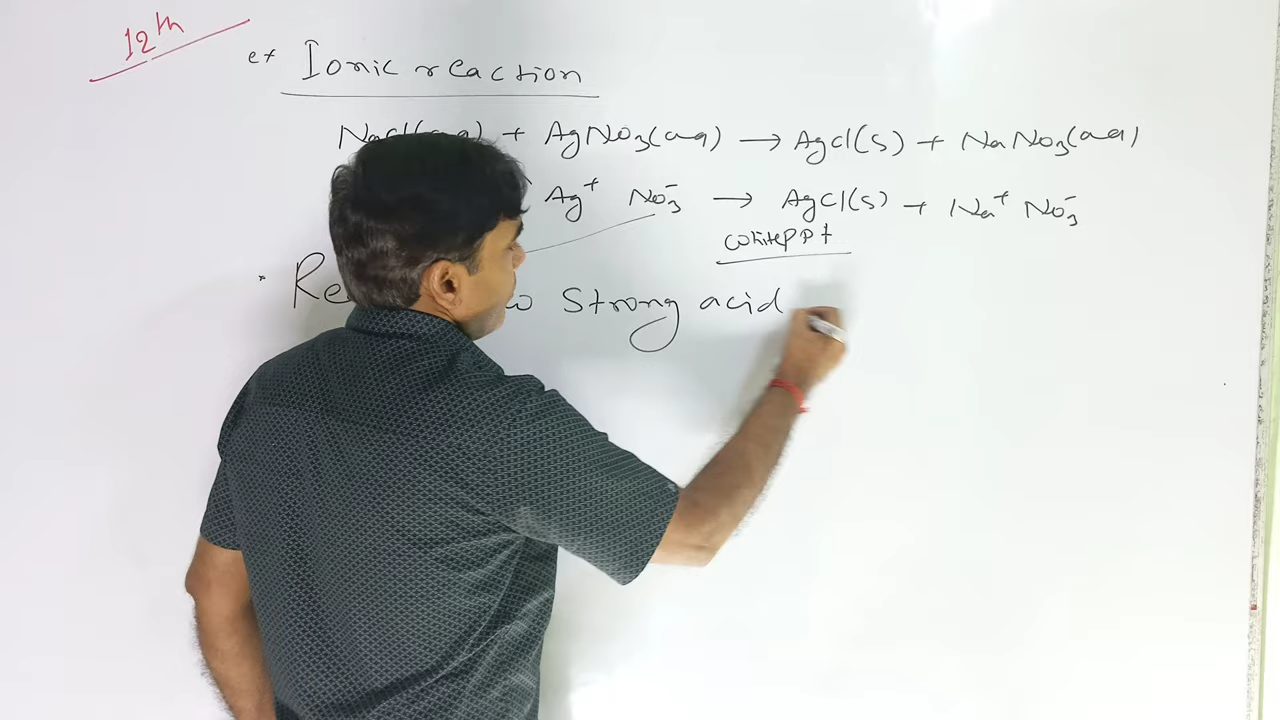 12th
ex Ionic reaction
NaCl(aq) + AgNO₃(aq) → AgCl(s) + NaNO₃(aq)
Ag⁺ NO₃⁻ → AgCl(s) + Na⁺ NO₃⁻
white ppt
Strong acid